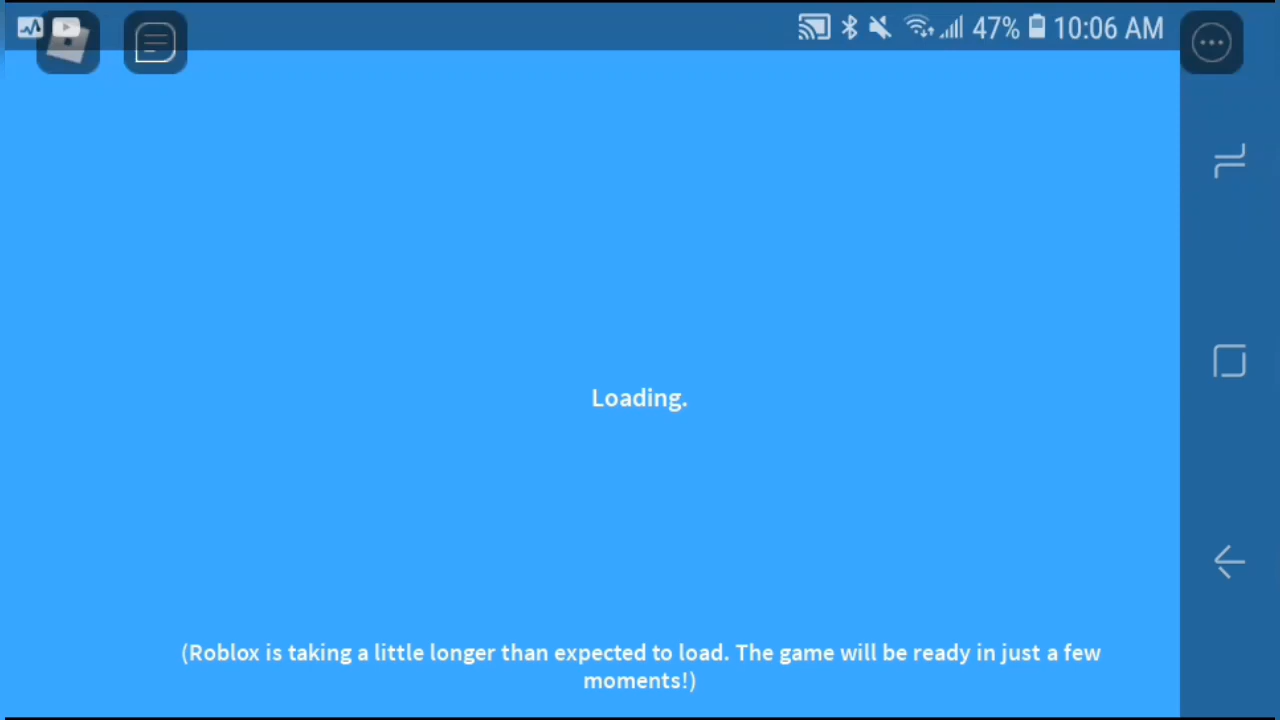 47% 10:06 AM
Loading.
(Roblox is taking a little longer than expected to load. The game will be ready in just a few
moments!)